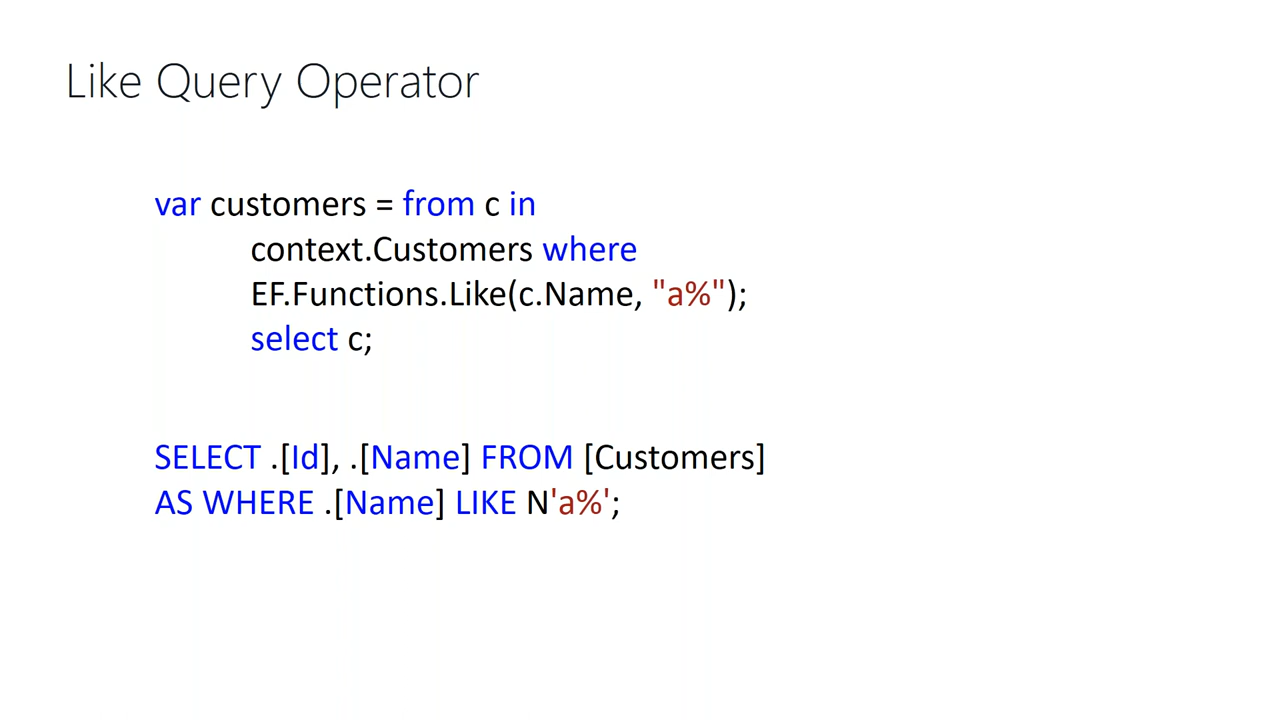 Like Query Operator
var customers = from c in
context.Customers where
EF.Functions.Like(c.Name, "a%");
select c;
SELECT .[Id], .[Name] FROM [Customers]
AS WHERE .[Name] LIKE N'a%';